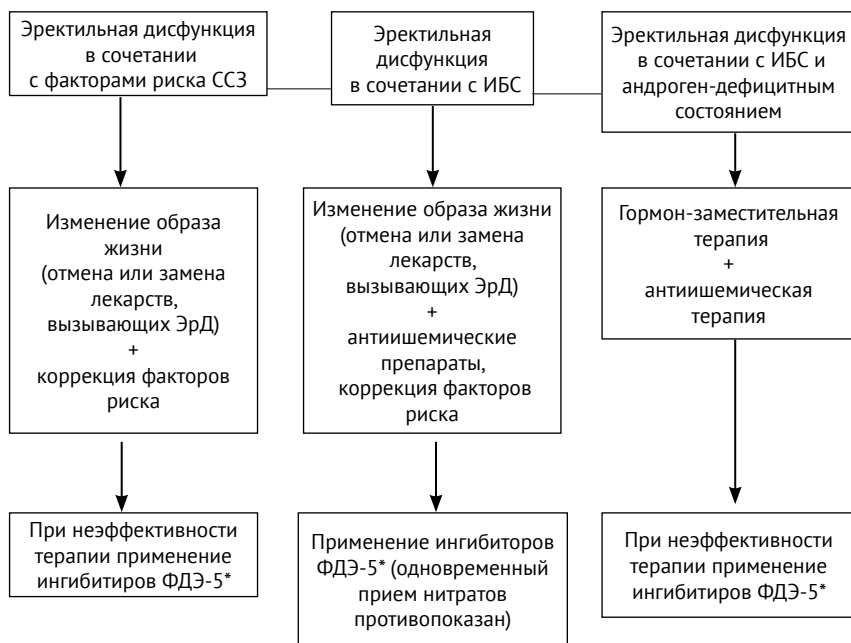 Эректильная дисфункция
в сочетании
с факторами риска ССЗ
Эректильная
дисфункция
в сочетании с ИБС
Эректильная дисфункция
в сочетании с ИБС и
андроген-дефицитным
состоянием
Изменение образа
жизни
(отмена или замена
лекарств,
вызывающих ЭрД)
+
коррекция факторов
риска
Изменение образа жизни
(отмена или замена
лекарств,
вызывающих ЭрД)
+
антиишемические
препараты,
коррекция факторов
риска
Гормон-заместительная
терапия
+
антиишемическая
терапия
При неэффективности
терапии применение
ингибитиров ФДЭ-5*
Применение ингибиторов
ФДЭ-5* (одновременный
прием нитратов
противопоказан)
При неэффективности
терапии применение
ингибитиров ФДЭ-5*